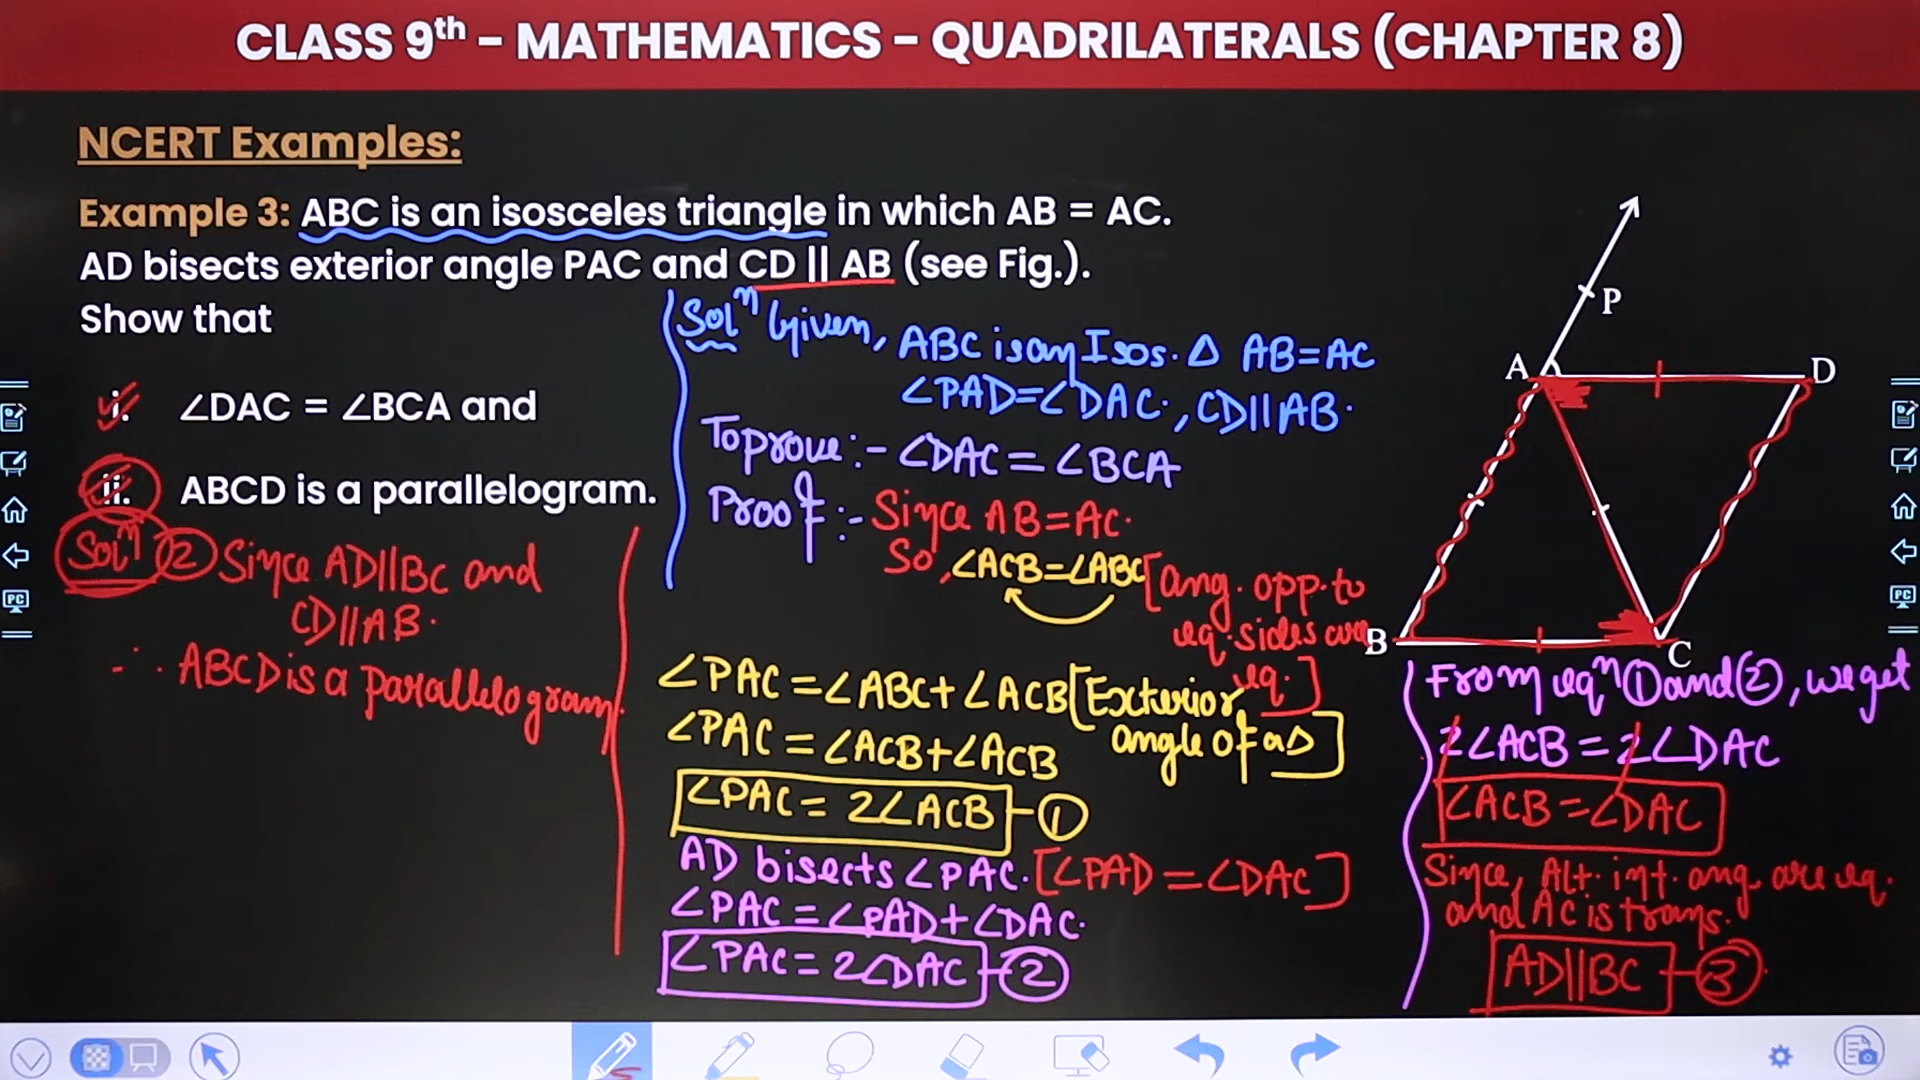 CLASS 9th - MATHEMATICS - QUADRILATERALS (CHAPTER 8)
NCERT Examples:
Example 3: ABC is an isosceles triangle in which AB = AC.
AD bisects exterior angle PAC and CD || AB (see Fig.).
Show that
i. ∠DAC = ∠BCA and
ii. ABCD is a parallelogram.
Solⁿ ② Since AD||BC and
CD||AB.
∴ ABCD is a parallelogram.
Solⁿ Given, ABC is an Isos. Δ AB=AC
∠PAD=∠DAC, CD||AB.
To prove :- ∠DAC = ∠BCA
Proof :- Since AB=AC.
So, ∠ACB=∠ABC [ang. opp. to
eq. sides are
eq.]
∠PAC = ∠ABC + ∠ACB [Exterior
angle of a Δ]
∠PAC = ∠ACB + ∠ACB
∠PAC = 2∠ACB - ①
AD bisects ∠PAC. [∠PAD = ∠DAC]
∠PAC = ∠PAD + ∠DAC.
∠PAC = 2∠DAC - ②
P
A
D
B
C
From eqⁿ ① and ②, we get
2∠ACB = 2∠DAC
∠ACB = ∠DAC
Since, Alt. int. ang. are eq.
and AC is trans.
AD||BC - ③
PC
PC